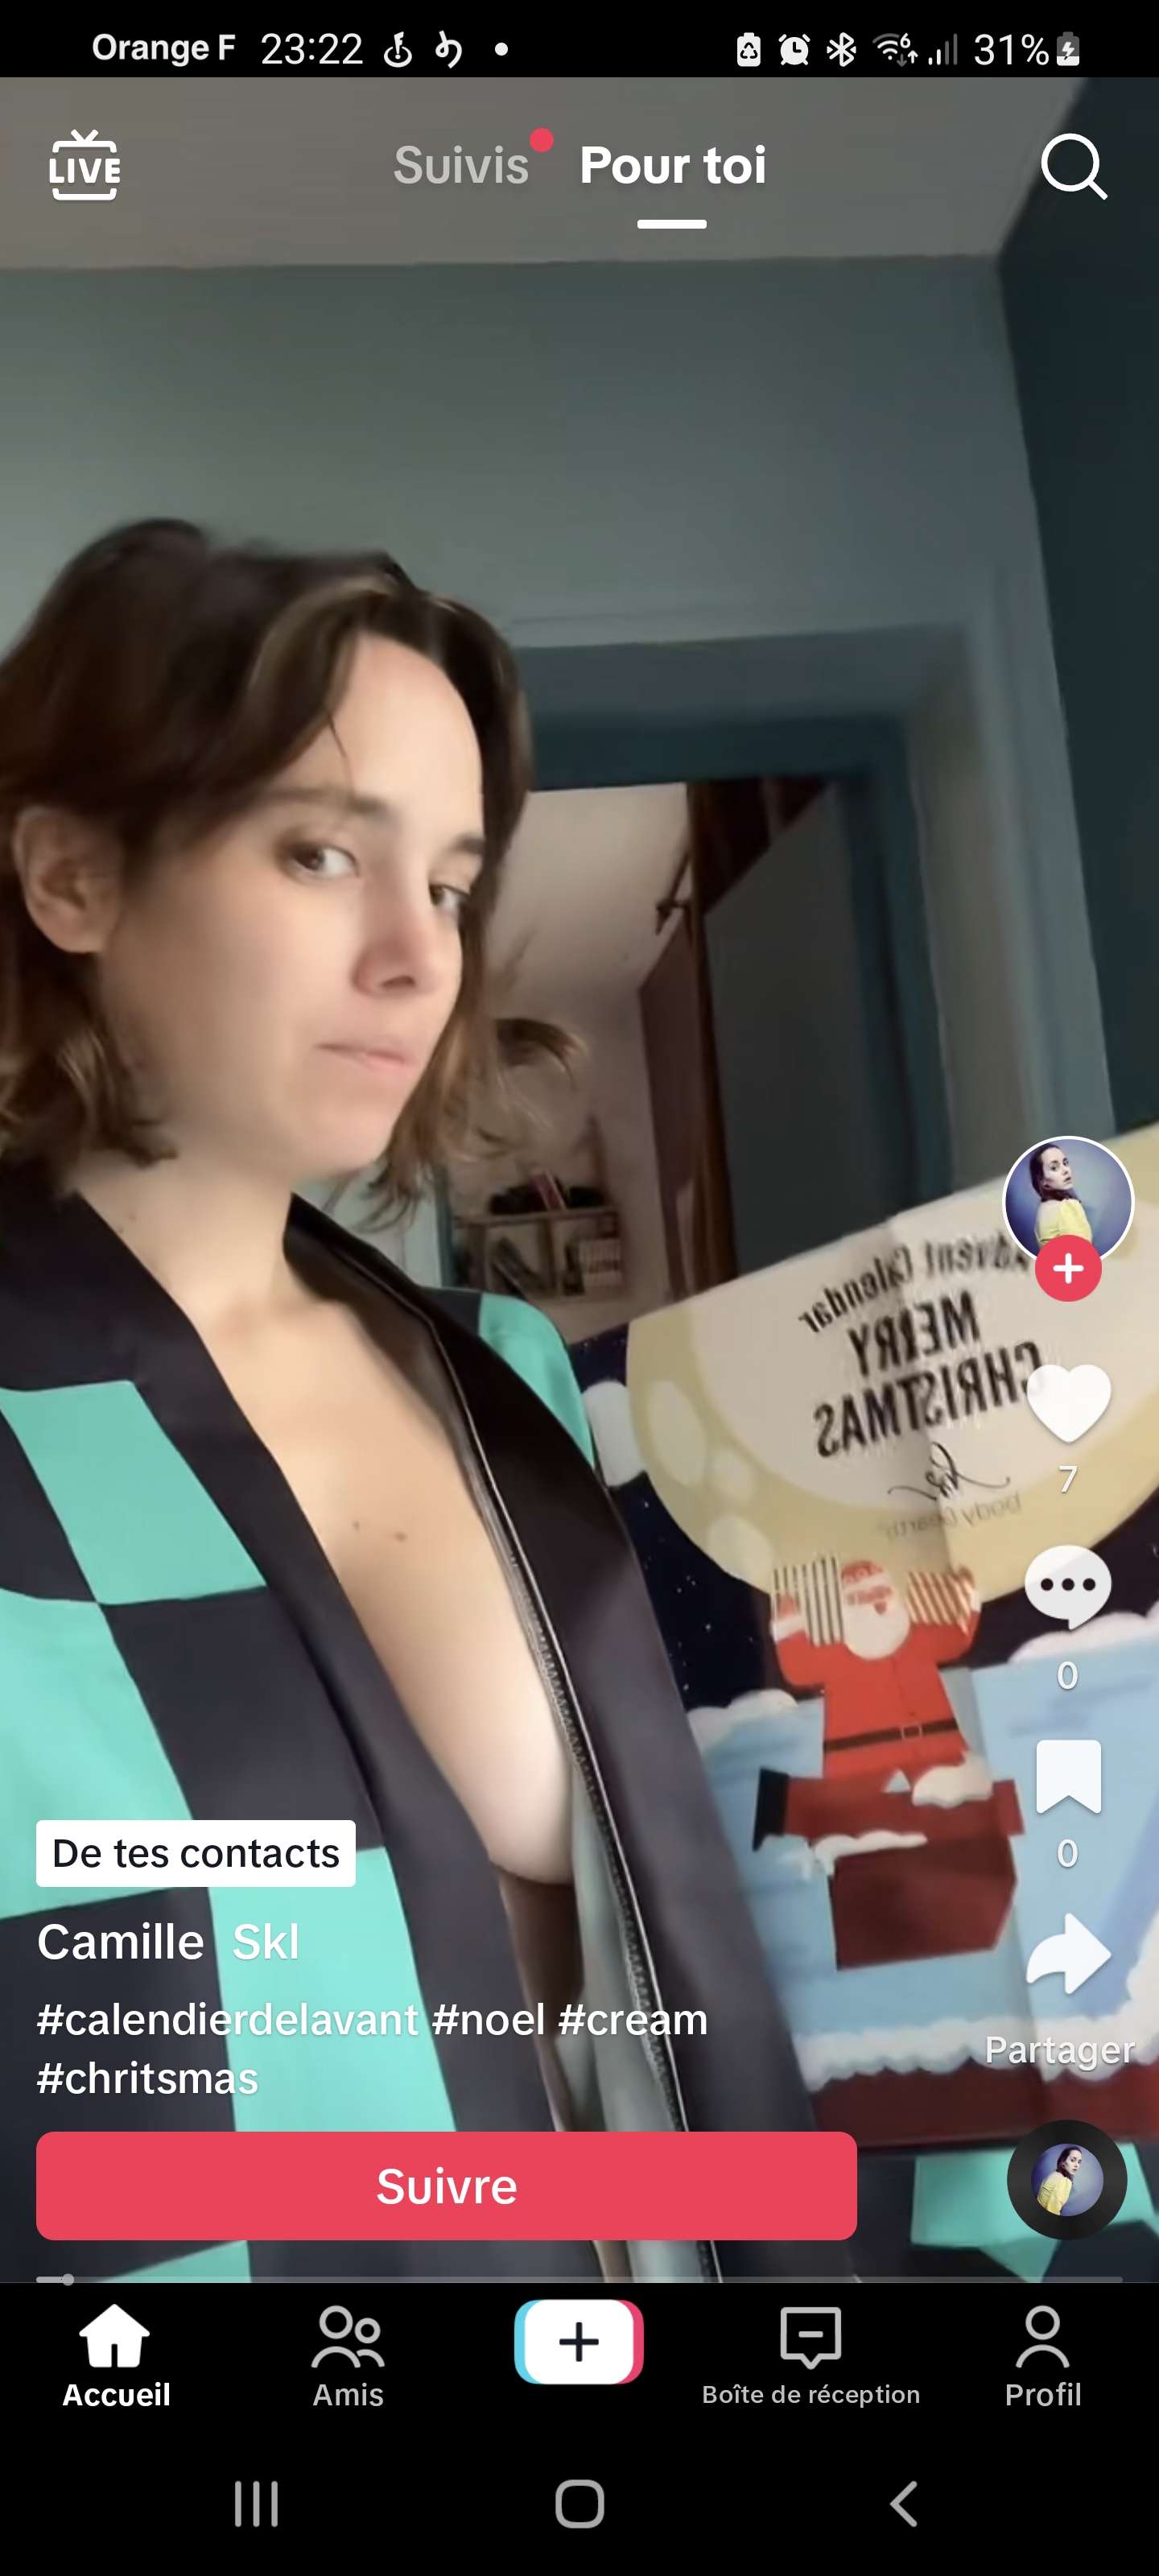 Orange F 23:22 6 31%
LIVE Suivis Pour toi
Advent Calendar
MERRY
CHRISTMAS
body
7
0
0
De tes contacts
Camille Skl
#calendierdelavant #noel #cream
#chritsmas
Partager
Suivre
Accueil Amis Boîte de réception Profil